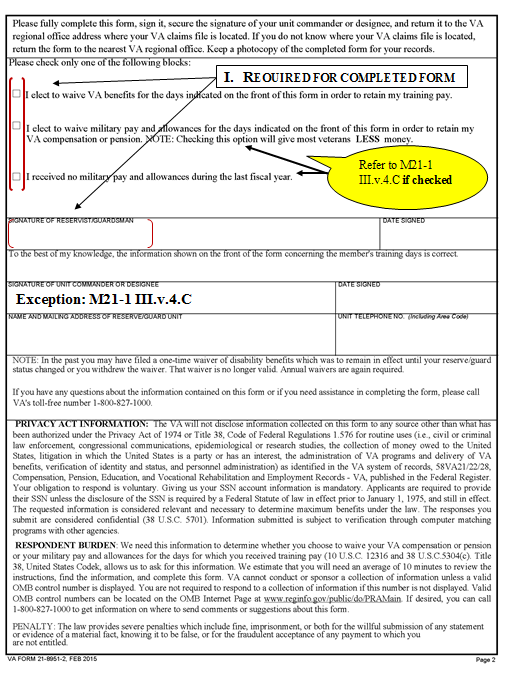 Please fully complete this form, sign it, secure the signature of your unit commander or designee, and return it to the VA
regional office address where your VA claims file is located. If you do not know where your VA claims file is located,
return the form to the nearest VA regional office. Keep a photocopy of the completed form for your records.
Please check only one of the following blocks:
I. REQUIRED FOR COMPLETED FORM
I elect to waive VA benefits for the days indicated on the front of this form in order to retain my training pay.
I elect to waive military pay and allowances for the days indicated on the front of this form in order to retain my
VA compensation or pension. NOTE: Checking this option will give most veterans LESS money.
Refer to M21-1
III.v.4.C if checked
I received no military pay and allowances during the last fiscal year.
SIGNATURE OF RESERVIST/GUARDSMAN
DATE SIGNED
To the best of my knowledge, the information shown on the front of the form concerning the member's training days is correct.
SIGNATURE OF UNIT COMMANDER OR DESIGNEE
DATE SIGNED
Exception: M21-1 III.v.4.C
NAME AND MAILING ADDRESS OF RESERVE/GUARD UNIT
UNIT TELEPHONE NO. (Including Area Code)
NOTE: In the past you may have filed a one-time waiver of disability benefits which was to remain in effect until your reserve/guard
status changed or you withdrew the waiver. That waiver is no longer valid. Annual waivers are again required.
If you have any questions about the information contained on this form or if you need assistance in completing the form, please call
VA's toll-free number 1-800-827-1000.
PRIVACY ACT INFORMATION: The VA will not disclose information collected on this form to any source other than what has
been authorized under the Privacy Act of 1974 or Title 38, Code of Federal Regulations 1.576 for routine uses (i.e., civil or criminal
law enforcement, congressional communications, epidemiological or research studies, the collection of money owed to the United
States, litigation in which the United States is a party or has an interest, the administration of VA programs and delivery of VA
benefits, verification of identity and status, and personnel administration) as identified in the VA system of records, 58VA21/22/28,
Compensation, Pension, Education, and Vocational Rehabilitation and Employment Records - VA, published in the Federal Register.
Your obligation to respond is voluntary. Giving us your SSN account information is mandatory. Applicants are required to provide
their SSN unless the disclosure of the SSN is required by a Federal Statute of law in effect prior to January 1, 1975, and still in effect.
The requested information is considered relevant and necessary to determine maximum benefits under the law. The responses you
submit are considered confidential (38 U.S.C. 5701). Information submitted is subject to verification through computer matching
programs with other agencies.
RESPONDENT BURDEN: We need this information to determine whether you choose to waive your VA compensation or pension
or your military pay and allowances for the days for which you received training pay (10 U.S.C. 12316 and 38 U.S.C.5304(c). Title
38, United States Codek, allows us to ask for this information. We estimate that you will need an average of 10 minutes to review the
instructions, find the information, and complete this form. VA cannot conduct or sponsor a collection of information unless a valid
OMB control number is displayed. You are not required to respond to a collection of information if this number is not displayed. Valid
OMB control numbers can be located on the OMB Internet Page at www.reginfo.gov/public/do/PRAMain. If desired, you can call
1-800-827-1000 to get information on where to send comments or suggestions about this form.
PENALTY: The law provides severe penalties which include fine, imprisonment, or both for the willful submission of any statement
or evidence of a material fact, knowing it to be false, or for the fraudulent acceptance of any payment to which you
are not entitled.
VA FORM 21-8951-2, FEB 2015
Page 2